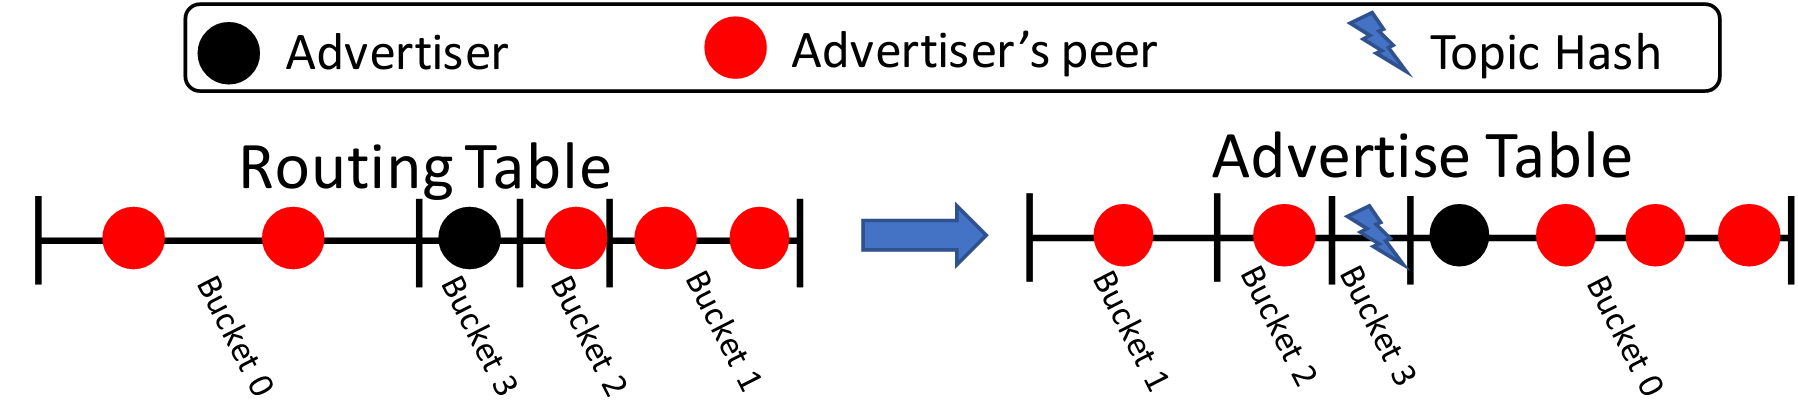 Advertiser
Advertiser’s peer
Topic Hash
Routing Table
Advertise Table
Bucket 0
Bucket 3
Bucket 2
Bucket 1
Bucket 1
Bucket 2
Bucket 3
Bucket 0